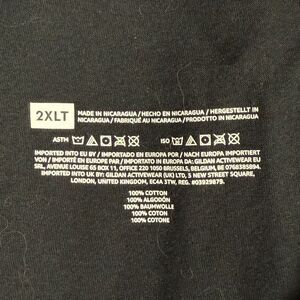 2XLT
MADE IN NICARAGUA / HECHO EN NICARAGUA / HERGESTELLT IN
NICARAGUA / FABRIQUÉ AU NICARAGUA / PRODOTTO IN NICARAGUA
ASTM ISO
IMPORTED INTO EU BY / IMPORTADO EN EUROPA POR / NACH EUROPA IMPORTIERT
VON / IMPORTÉ EN EUROPE PAR / IMPORTATO IN EUROPA DA: GILDAN ACTIVEWEAR EU
SRL, AVENUE LOUISE 65 BOX 11, OFFICE 220 1050 BRUSSELS, BELGIUM, BE 0768385894.
IMPORTED INTO UK BY: GILDAN ACTIVEWEAR (UK) LTD, 5 NEW STREET SQUARE,
LONDON, UNITED KINGDOM, EC4A 3TW, REG. #03929879.
100% COTTON
100% ALGODÓN
100% BAUMWOLLE
100% COTON
100% COTONE